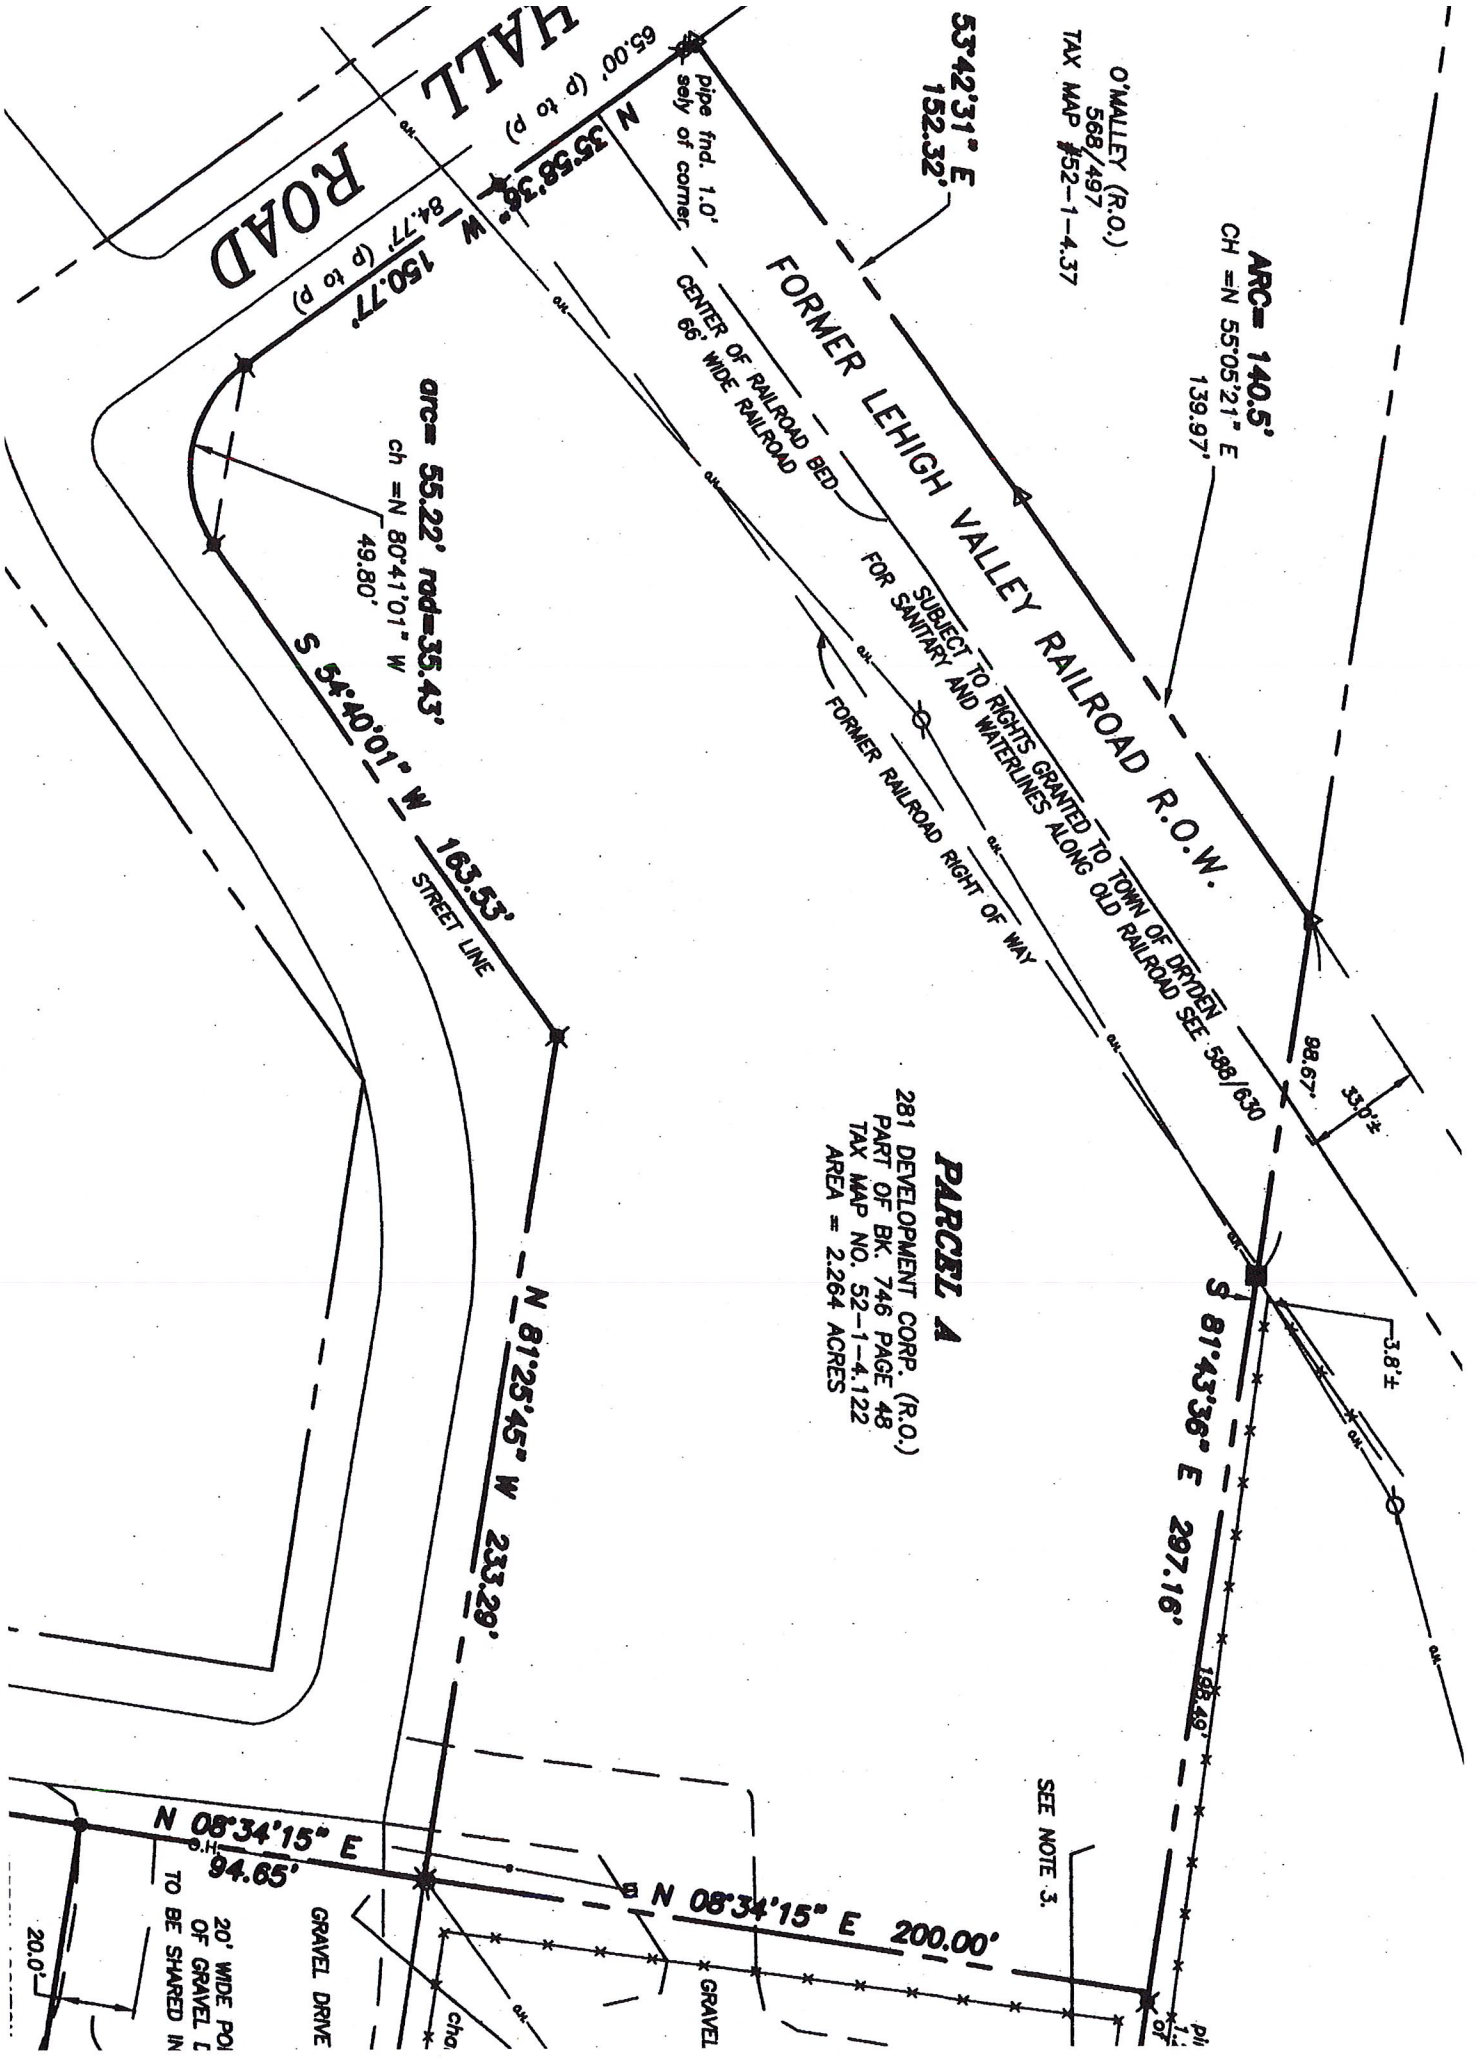 O'MALLEY (R.O.)
568/497
TAX MAP #52-1-4.37
ARC= 140.5'
CH =N 55°05'21" E
139.97'
53°42'31" E
152.32'
pipe fnd. 1.0'
sely of corner
65.00' (p to p)
N 35°58'36" W 150.77'
84.77' (p to p)
HALL
ROAD
FORMER LEHIGH VALLEY RAILROAD R.O.W.
CENTER OF RAILROAD BED
66' WIDE RAILROAD
SUBJECT TO RIGHTS GRANTED TO TOWN OF DRYDEN
FOR SANITARY AND WATERLINES ALONG OLD RAILROAD SEE 588/630
FORMER RAILROAD RIGHT OF WAY
98.67'
33.0'±
3.8'±
S 81°43'36" E 297.16'
198.49'
PARCEL A
281 DEVELOPMENT CORP. (R.O.)
PART OF BK. 746 PAGE 48
TAX MAP NO. 52-1-4.122
AREA = 2.264 ACRES
arc= 55.22' rad=35.43'
ch =N 80°41'01" W
49.80'
S 54°40'01" W 163.53'
STREET LINE
N 81°25'45" W 233.29'
SEE NOTE 3.
N 08°34'15" E 200.00'
N 08°34'15" E
94.65'
O.H.
GRAVEL
GRAVEL DRIVE
20' WIDE PO
OF GRAVEL
TO BE SHARED IN
20.0'